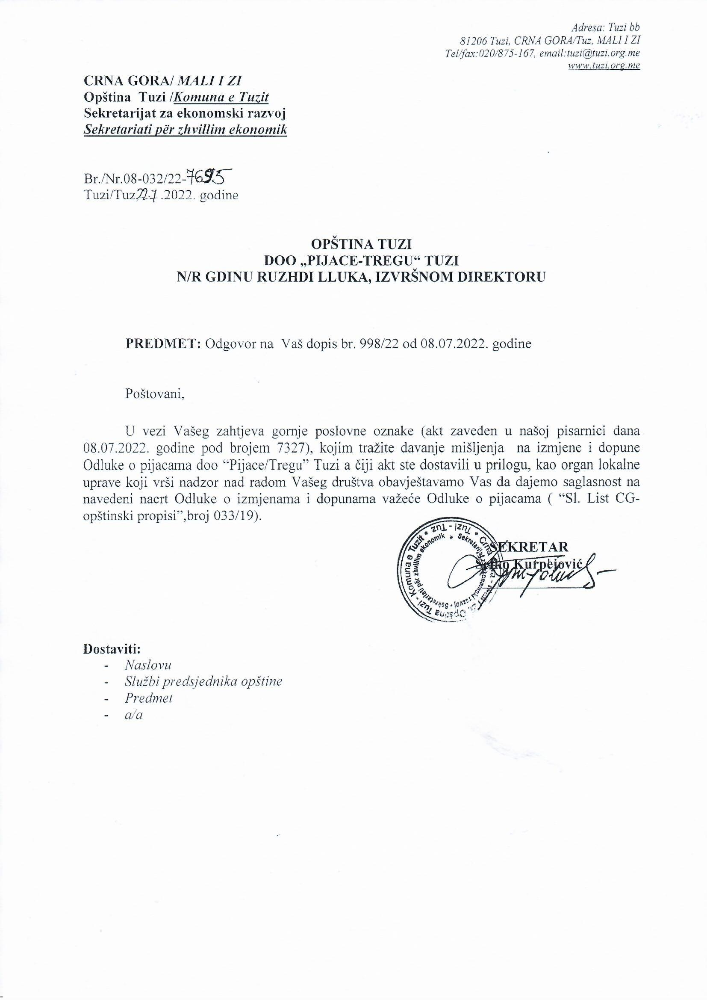 Adresa: Tuzi bb
81206 Tuzi, CRNA GORA/Tuz, MALI I ZI
Tel/fax:020/875-167, email:tuzi@tuzi.org.me
www.tuzi.org.me
CRNA GORA/ MALI I ZI
Opština Tuzi /Komuna e Tuzit
Sekretarijat za ekonomski razvoj
Sekretariati për zhvillim ekonomik
Br./Nr.08-032/22-7695
Tuzi/Tuz,22.7 .2022. godine
OPŠTINA TUZI
DOO „PIJACE-TREGU“ TUZI
N/R GDINU RUZHDI LLUKA, IZVRŠNOM DIREKTORU
PREDMET: Odgovor na Vaš dopis br. 998/22 od 08.07.2022. godine
Poštovani,
U vezi Vašeg zahtjeva gornje poslovne oznake (akt zaveden u našoj pisarnici dana
08.07.2022. godine pod brojem 7327), kojim tražite davanje mišljenja na izmjene i dopune
Odluke o pijacama doo “Pijace/Tregu” Tuzi a čiji akt ste dostavili u prilogu, kao organ lokalne
uprave koji vrši nadzor nad radom Vašeg društva obavještavamo Vas da dajemo saglasnost na
navedeni nacrt Odluke o izmjenama i dopunama važeće Odluke o pijacama ( “Sl. List CG-
opštinski propisi”,broj 033/19).
Crna Gora - Mali i Zi, Opština Tuzi - Komuna e Tuzit * Tuzi - Tuz *
Sekretarijat za ekonomski razvoj - Sekretariati për zhvillim ekonomik *
SEKRETAR
Sefko Kurpejović
Dostaviti:
- Naslovu
- Službi predsjednika opštine
- Predmet
- a/a